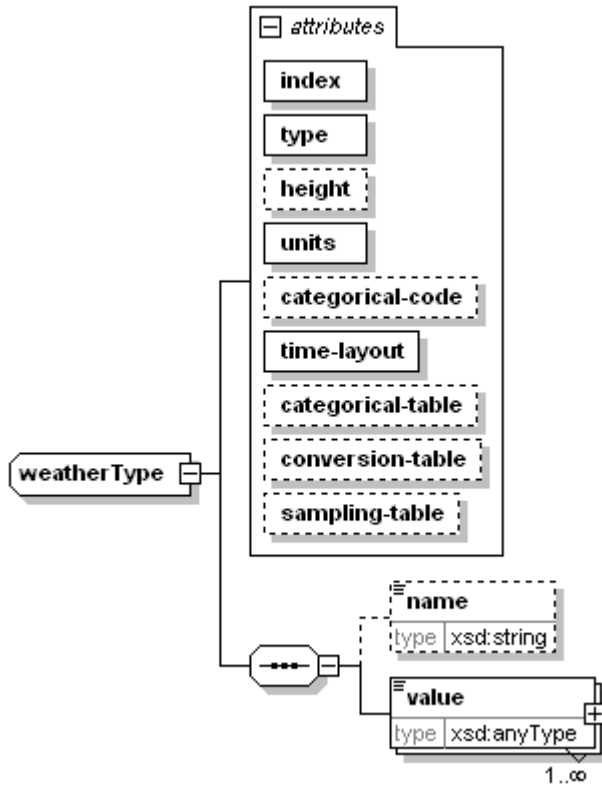 attributes
index
type
height
units
categorical-code
time-layout
categorical-table
conversion-table
sampling-table
weatherType
name
type xsd:string
value
type xsd:anyType
1..∞